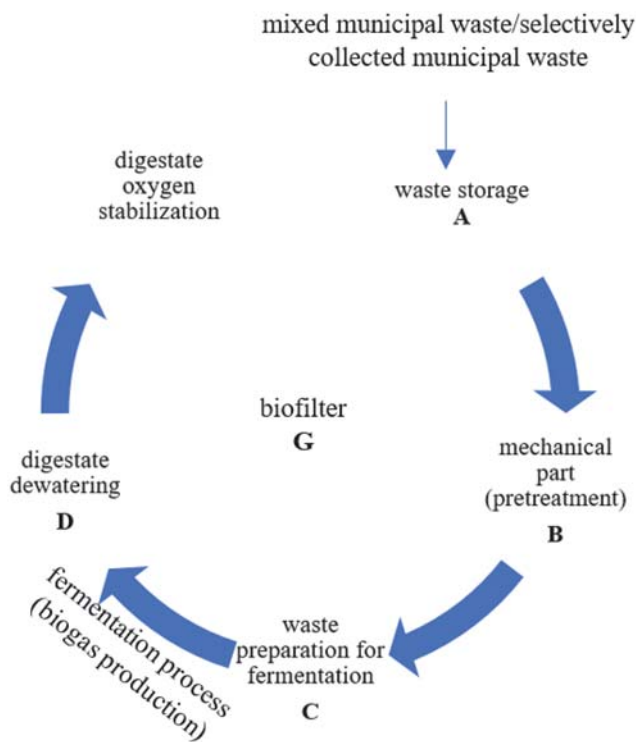 mixed municipal waste/selectively
collected municipal waste
waste storage
A
mechanical
part
(pretreatment)
B
waste
preparation for
fermentation
C
fermentation process
(biogas production)
digestate
dewatering
D
digestate
oxygen
stabilization
biofilter
G